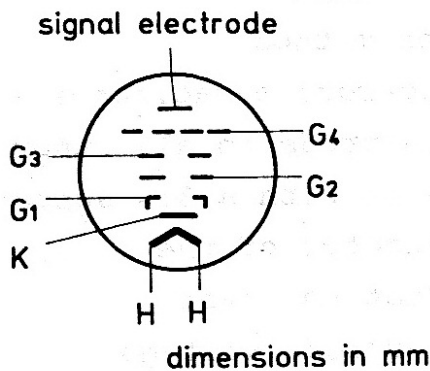 signal electrode
G3
G4
G1
G2
K
H H
dimensions in mm